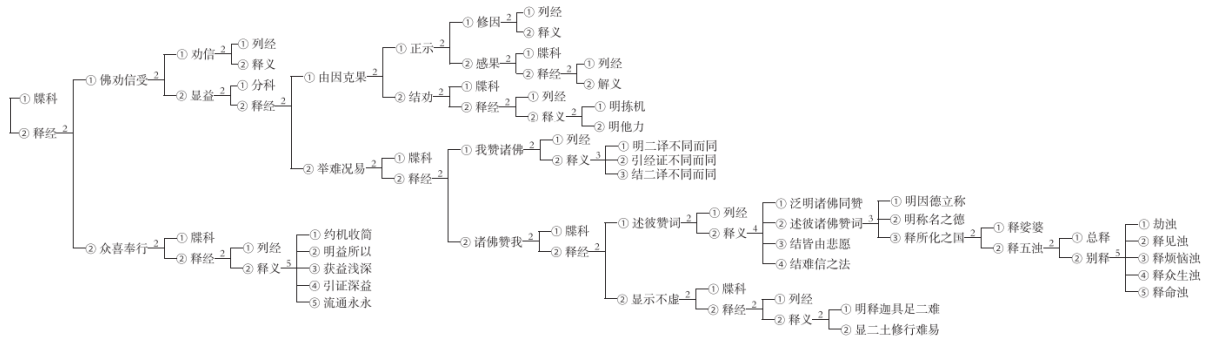 ① 牒科
② 释经 2
① 佛劝信受 2
① 劝信 2
① 列经
② 释义
② 显益 2
① 分科
② 释经 2
① 由因克果 2
① 正示 2
① 修因 2
① 列经
② 释义
② 感果 2
① 牒科
② 释经 2
① 列经
② 解义
② 结劝 2
① 牒科
② 释经 2
① 列经
② 释义 2
① 明拣机
② 明他力
② 举难况易 2
① 牒科
② 释经 2
① 我赞诸佛 2
① 列经
② 释义 3
① 明二译不同而同
② 引经证不同而同
③ 结二译不同而同
② 诸佛赞我 2
① 牒科
② 释经 2
① 述彼赞词 2
① 列经
② 释义 4
① 泛明诸佛同赞
② 述彼诸佛赞词 3
① 明因德立称
② 明称名之德
③ 释所化之国 2
① 释娑婆
② 释五浊 2
① 总释
② 别释 5
① 劫浊
② 释见浊
③ 释烦恼浊
④ 释众生浊
⑤ 释命浊
③ 结皆由悲愿
④ 结难信之法
② 显示不虚 2
① 牒科
② 释经 2
① 列经
② 释义 2
① 明释迦具足二难
② 显二土修行难易
② 众喜奉行 2
① 牒科
② 释经 2
① 列经
② 释义 5
① 约机收简
② 明益所以
③ 获益浅深
④ 引证深益
⑤ 流通永永